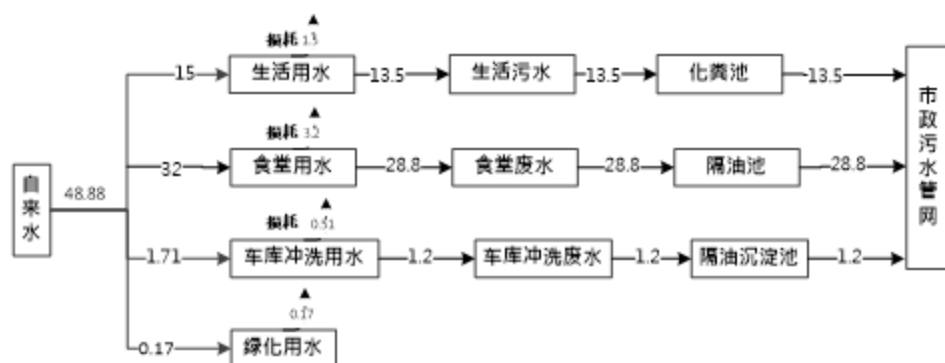 损耗 1.5
15
生活用水
13.5
生活污水
13.5
化粪池
13.5
损耗 3.2
32
食堂用水
28.8
食堂废水
28.8
隔油池
28.8
自来水
48.88
市政污水管网
损耗 0.51
1.71
车库冲洗用水
1.2
车库冲洗废水
1.2
隔油沉淀池
1.2
0.17
0.17
绿化用水